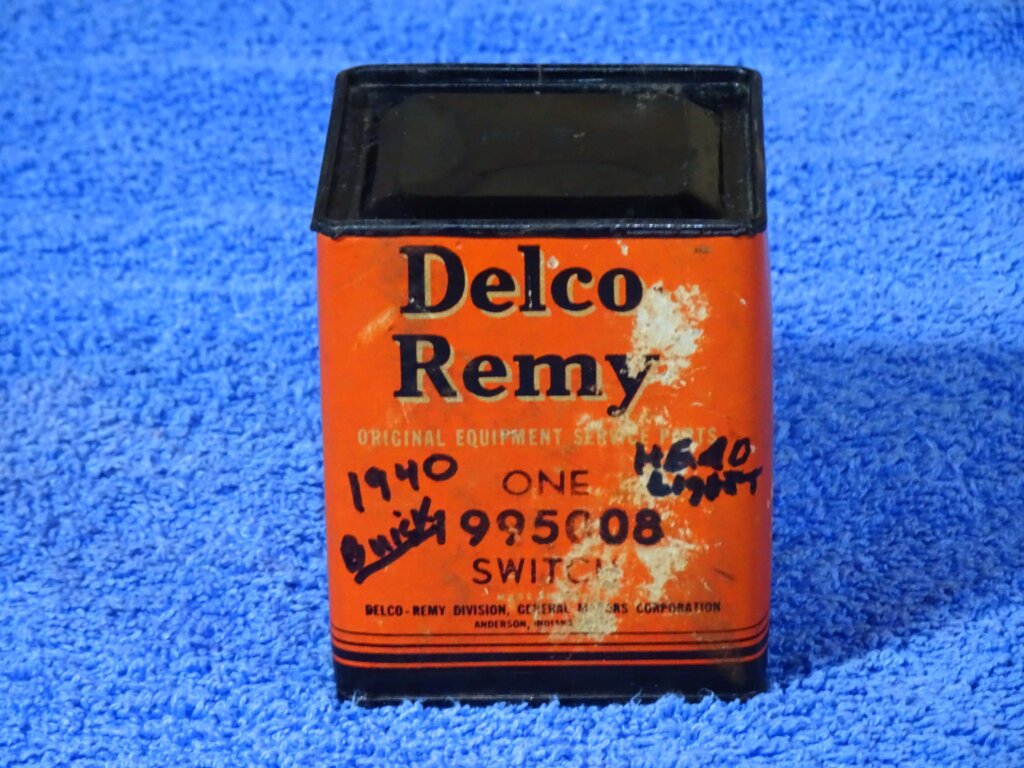 Delco
Remy
ORIGINAL EQUIPMENT SERVICE PARTS
1940
Buick
HEAD
LIGHT
ONE
1995008
SWITCH
DELCO-REMY DIVISION, GENERAL MOTORS CORPORATION
ANDERSON, INDIANA